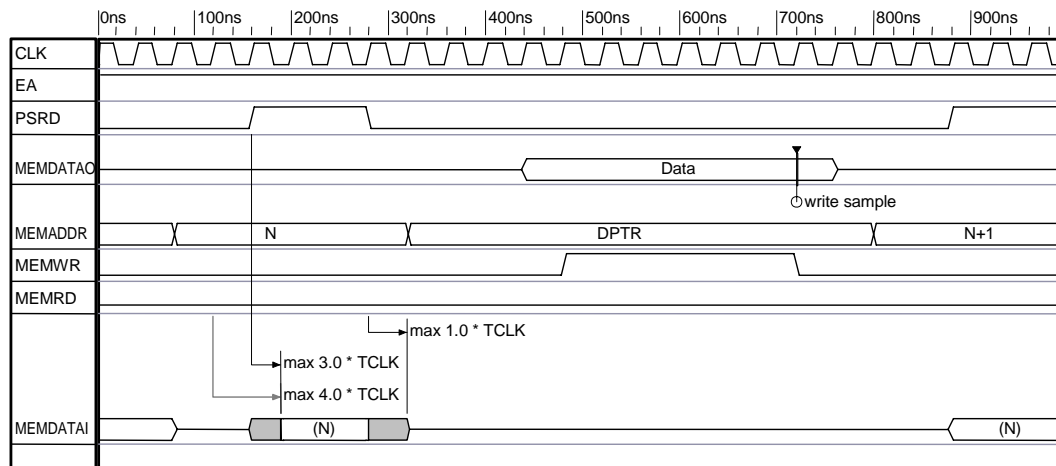 0ns 100ns 200ns 300ns 400ns 500ns 600ns 700ns 800ns 900ns
CLK
EA
PSRD
MEMDATAO Data
write sample
MEMADDR N DPTR N+1
MEMWR
MEMRD
max 1.0 * TCLK
max 3.0 * TCLK
max 4.0 * TCLK
MEMDATAI (N) (N)